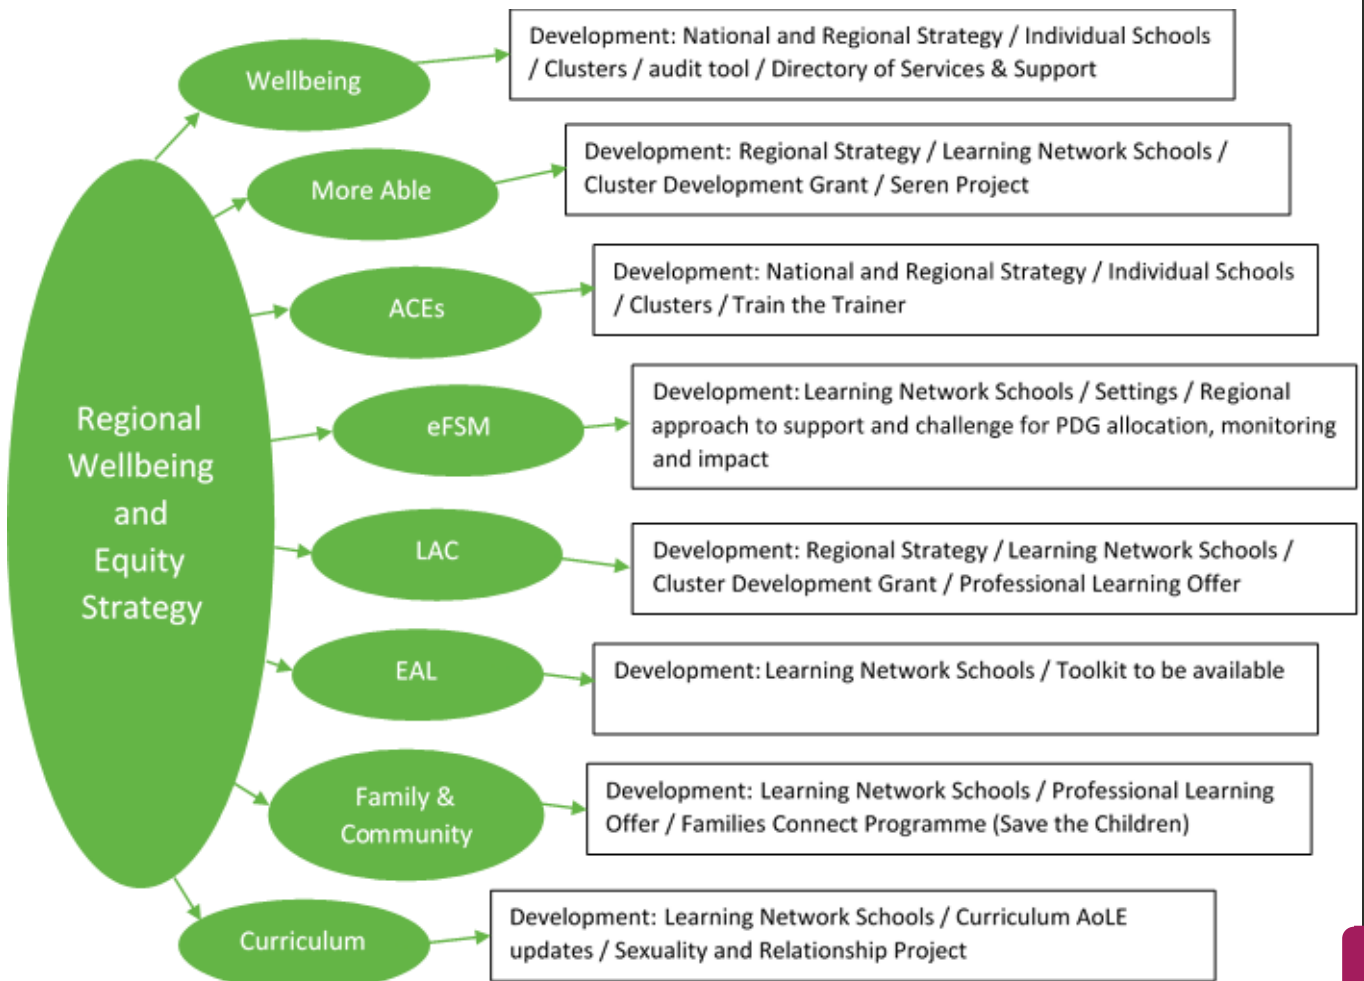 Regional
Wellbeing
and
Equity
Strategy
Wellbeing
Development: National and Regional Strategy / Individual Schools
/ Clusters / audit tool / Directory of Services & Support
More Able
Development: Regional Strategy / Learning Network Schools /
Cluster Development Grant / Seren Project
ACEs
Development: National and Regional Strategy / Individual Schools
/ Clusters / Train the Trainer
eFSM
Development: Learning Network Schools / Settings / Regional
approach to support and challenge for PDG allocation, monitoring
and impact
LAC
Development: Regional Strategy / Learning Network Schools /
Cluster Development Grant / Professional Learning Offer
EAL
Development: Learning Network Schools / Toolkit to be available
Family &
Community
Development: Learning Network Schools / Professional Learning
Offer / Families Connect Programme (Save the Children)
Curriculum
Development: Learning Network Schools / Curriculum AoLE
updates / Sexuality and Relationship Project